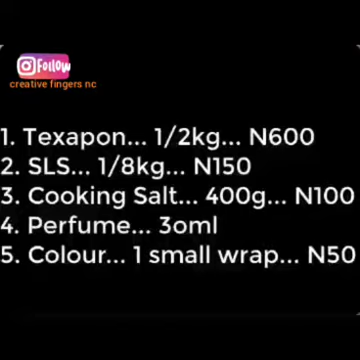 Follow
creative fingers nc
1. Texapon... 1/2kg... N600
2. SLS... 1/8kg... N150
3. Cooking Salt... 400g... N100
4. Perfume... 30ml
5. Colour... 1 small wrap... N50